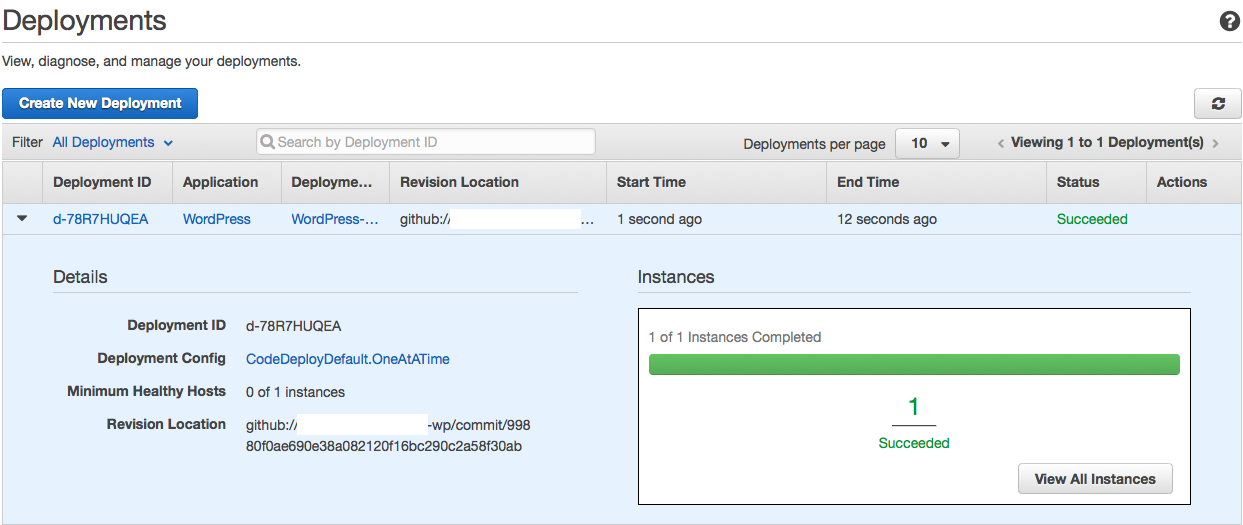 Deployments
View, diagnose, and manage your deployments.
Create New Deployment
Filter All Deployments Search by Deployment ID Deployments per page 10 Viewing 1 to 1 Deployment(s)
Deployment ID Application Deployme... Revision Location Start Time End Time Status Actions
d-78R7HUQEA WordPress WordPress-... github:/ ... 1 second ago 12 seconds ago Succeeded
Details
Deployment ID d-78R7HUQEA
Deployment Config CodeDeployDefault.OneAtATime
Minimum Healthy Hosts 0 of 1 instances
Revision Location github:/ -wp/commit/998
80f0ae690e38a082120f16bc290c2a58f30ab
Instances
1 of 1 Instances Completed
1
Succeeded
View All Instances